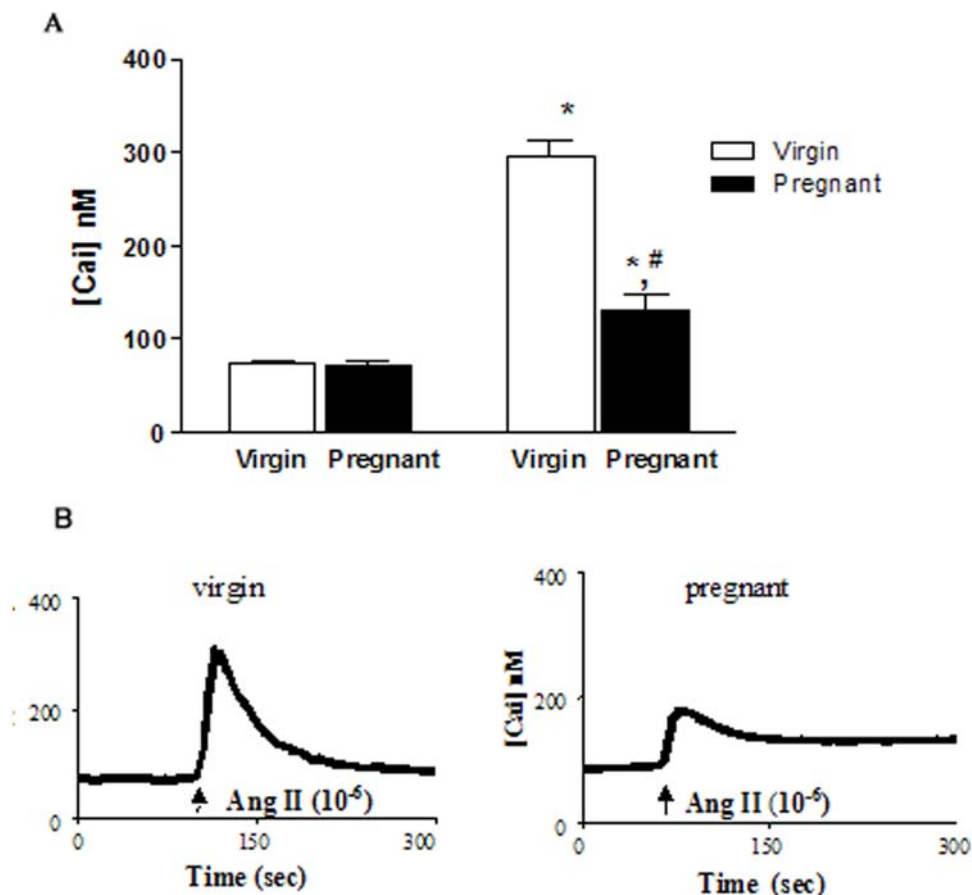 A
400
300
200
100
0
[Cai] nM
*
*,#
Virgin
Pregnant
Virgin Pregnant Virgin Pregnant
B
virgin
400
200
0
Ang II (10⁻⁶)
0 150 300
Time (sec)
pregnant
400
200
0
[Cai] nM
Ang II (10⁻⁶)
0 150 300
Time (sec)